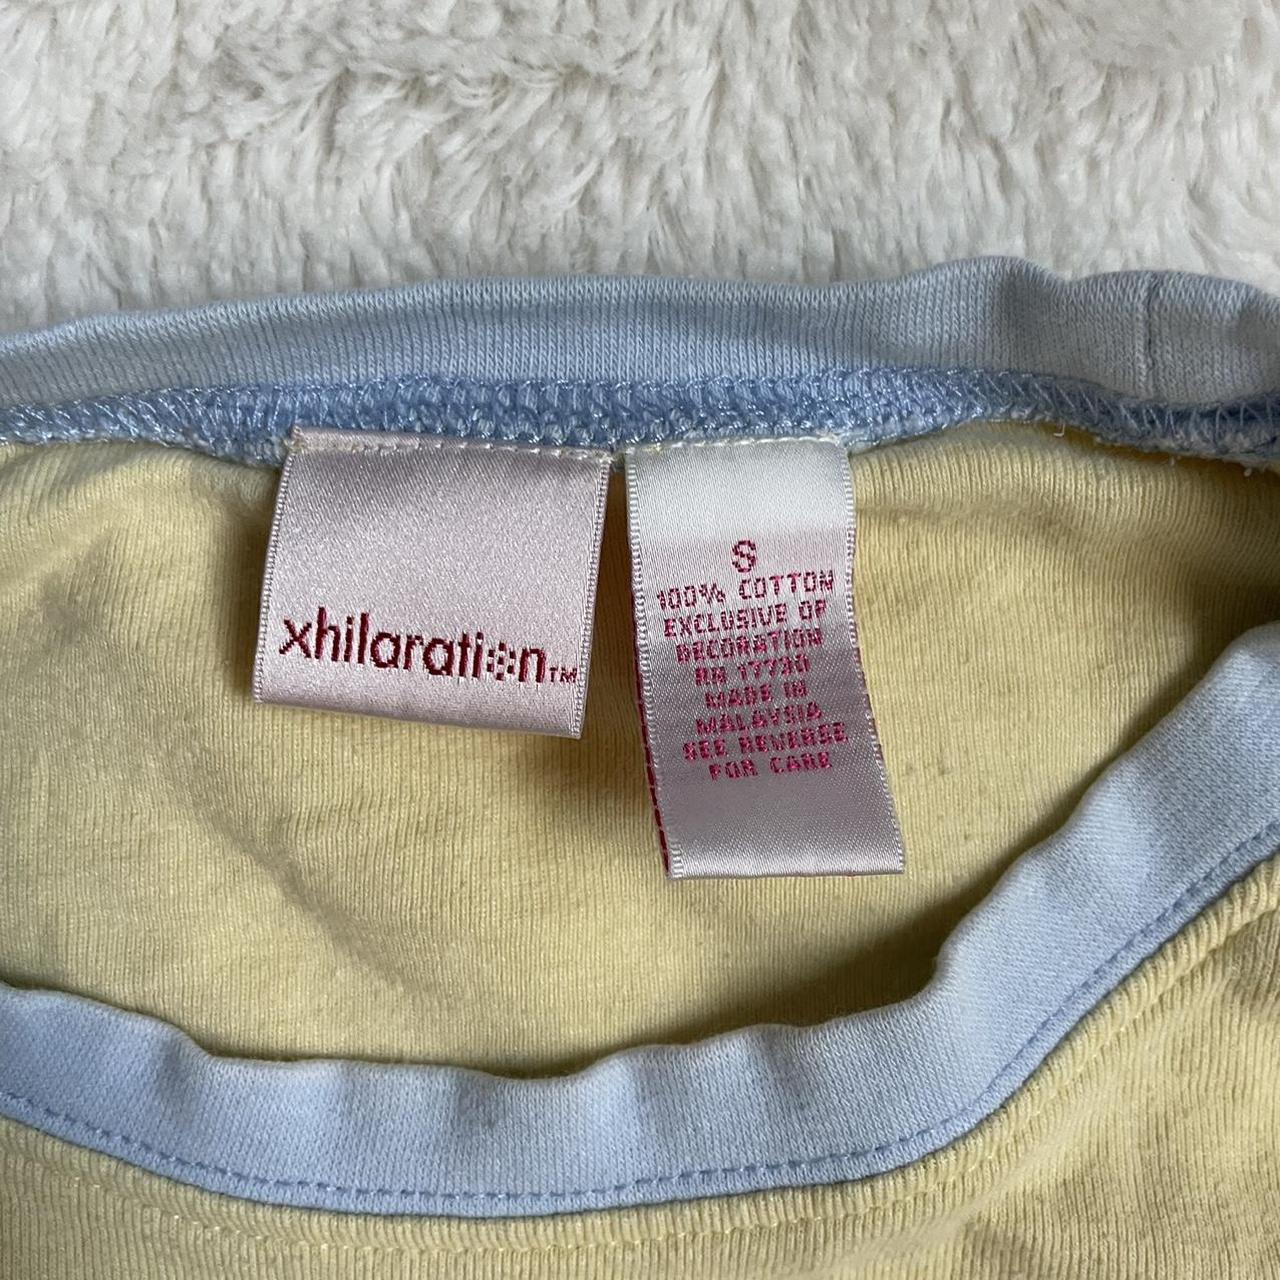 xhilaration™
S
100% COTTON
EXCLUSIVE OF
DECORATION
RN 17730
MADE IN
MALAYSIA
SEE REVERSE
FOR CARE